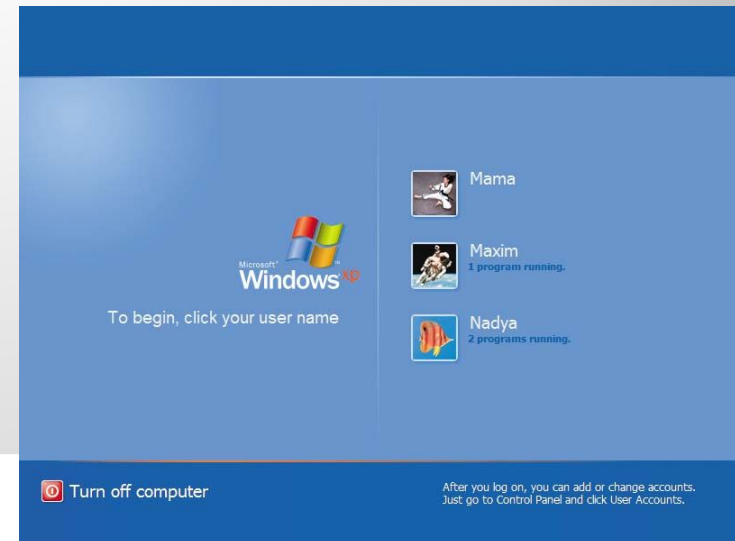 Microsoft®
Windows xp
To begin, click your user name
Mama
Maxim
1 program running.
Nadya
2 programs running.
Turn off computer
After you log on, you can add or change accounts.
Just go to Control Panel and click User Accounts.